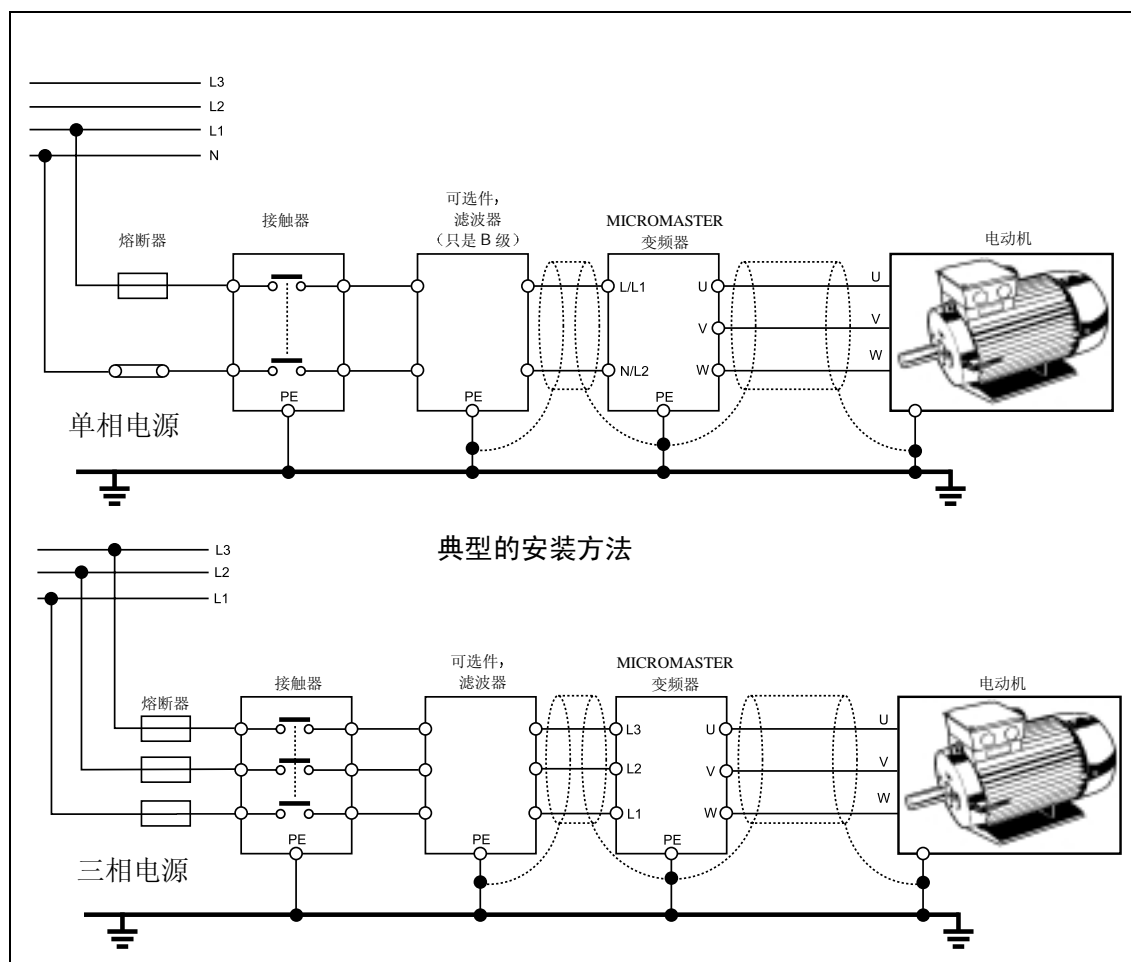 L3
L2
L1
N
可选件，
滤波器
（只是 B 级）
接触器
熔断器
MICROMASTER
变频器
电动机
L/L1
N/L2
U
V
W
U
V
W
PE
PE
PE
单相电源
典型的安装方法
L3
L2
L1
可选件，
滤波器
接触器
熔断器
MICROMASTER
变频器
电动机
L3
L2
L1
U
V
W
U
V
W
PE
PE
PE
三相电源